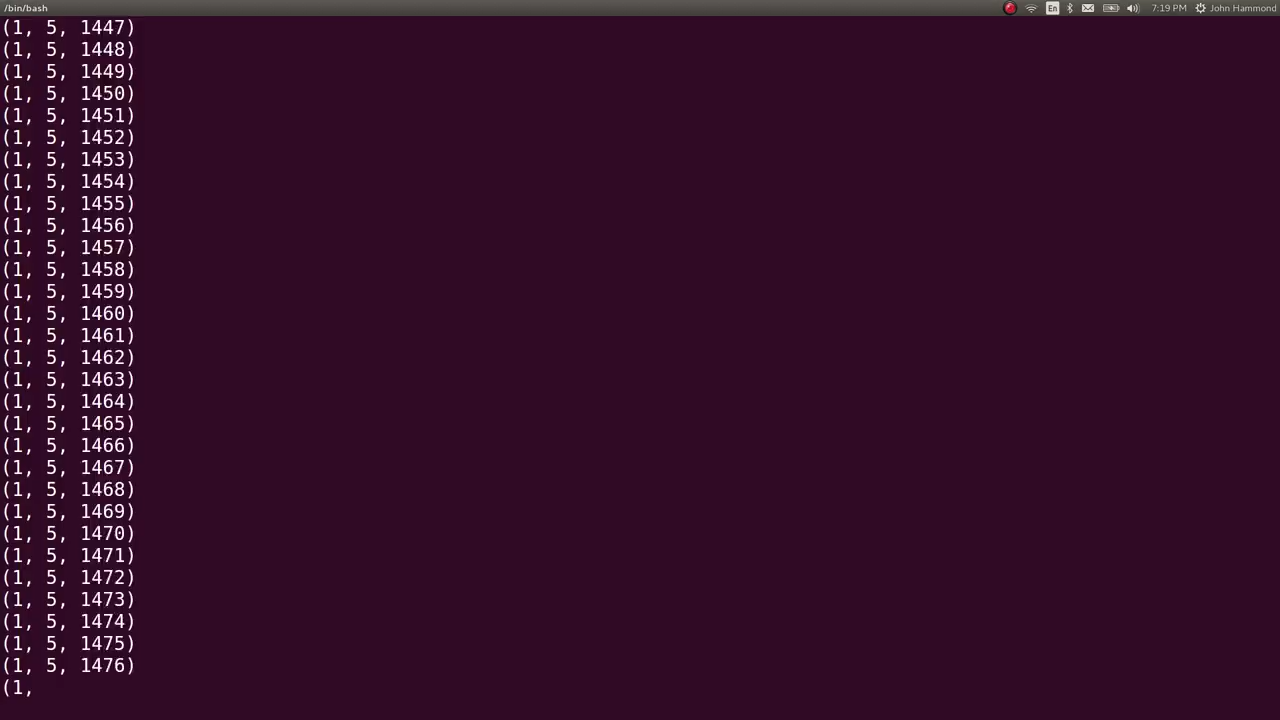 /bin/bash En 7:19 PM John Hammond
(1, 5, 1447)
(1, 5, 1448)
(1, 5, 1449)
(1, 5, 1450)
(1, 5, 1451)
(1, 5, 1452)
(1, 5, 1453)
(1, 5, 1454)
(1, 5, 1455)
(1, 5, 1456)
(1, 5, 1457)
(1, 5, 1458)
(1, 5, 1459)
(1, 5, 1460)
(1, 5, 1461)
(1, 5, 1462)
(1, 5, 1463)
(1, 5, 1464)
(1, 5, 1465)
(1, 5, 1466)
(1, 5, 1467)
(1, 5, 1468)
(1, 5, 1469)
(1, 5, 1470)
(1, 5, 1471)
(1, 5, 1472)
(1, 5, 1473)
(1, 5, 1474)
(1, 5, 1475)
(1, 5, 1476)
(1,